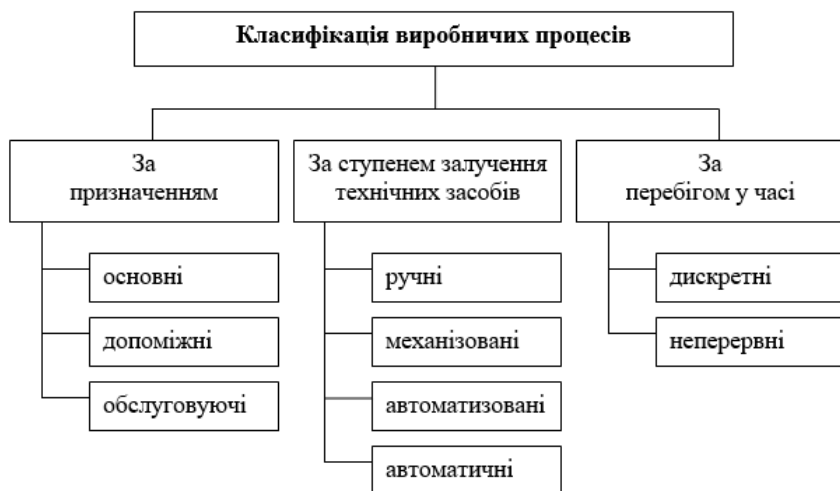 Класифікація виробничих процесів
За
призначенням
основні
допоміжні
обслуговуючі
За ступенем залучення
технічних засобів
ручні
механізовані
автоматизовані
автоматичні
За
перебігом у часі
дискретні
неперервні